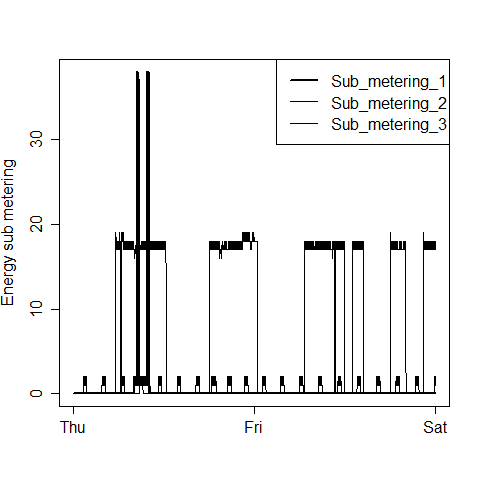 Sub_metering_1
Sub_metering_2
Sub_metering_3
Energy sub metering
30
20
10
0
Thu Fri Sat